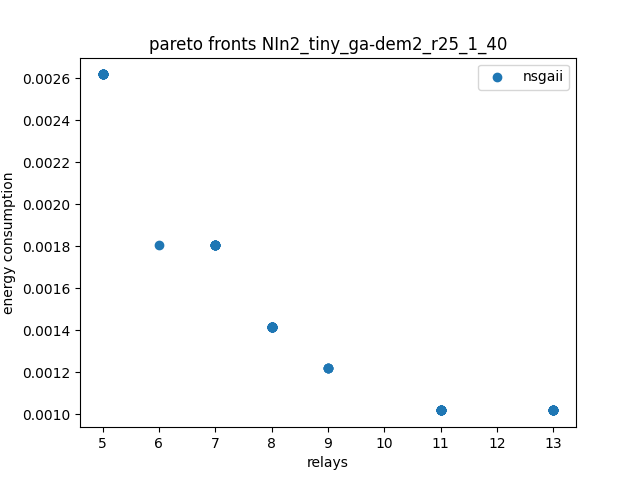 pareto fronts NIn2_tiny_ga-dem2_r25_1_40
nsgaii
energy consumption
0.0026
0.0024
0.0022
0.0020
0.0018
0.0016
0.0014
0.0012
0.0010
5 6 7 8 9 10 11 12 13
relays